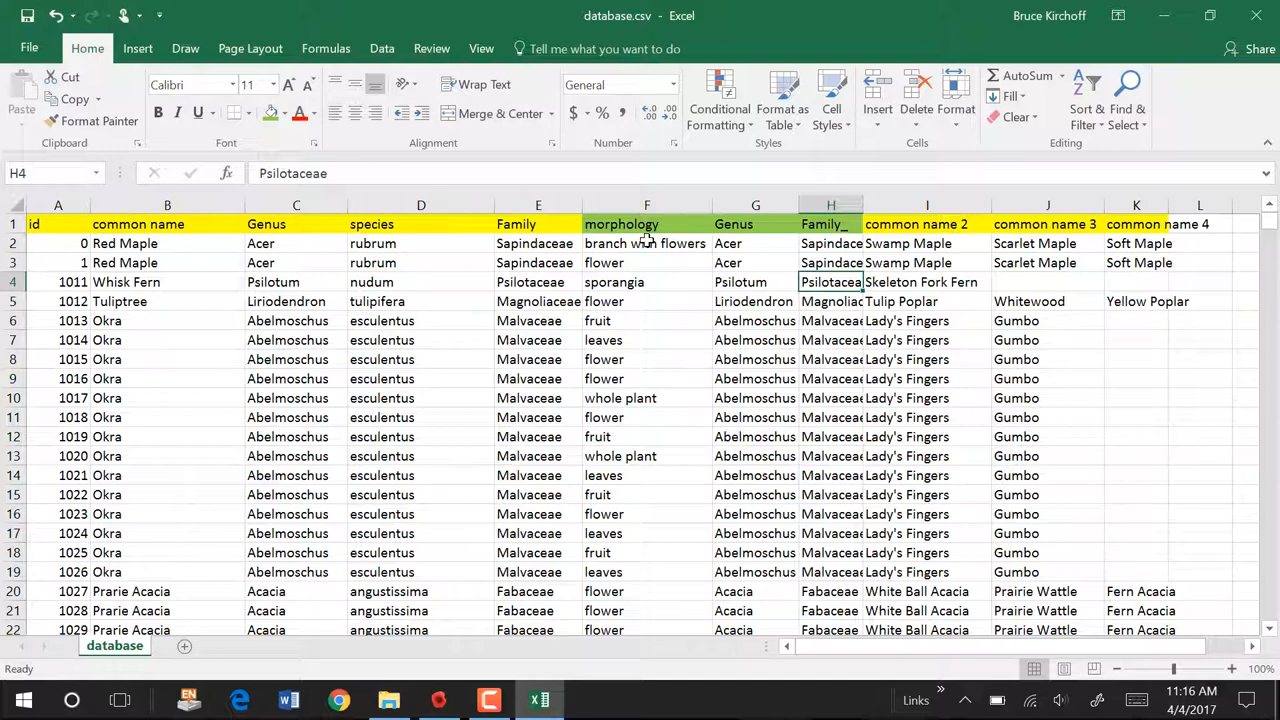 database.csv - Excel
Bruce Kirchoff
File Home Insert Draw Page Layout Formulas Data Review View Tell me what you want to do Share
Paste Cut Copy Format Painter Clipboard
Calibri 11 A A B I U A Font
Wrap Text Merge & Center Alignment
General $ % , Number
Conditional Formatting Format as Table Cell Styles Styles
Insert Delete Format Cells
AutoSum Fill Clear Sort & Filter Find & Select Editing
H4 fx Psilotaceae
A B C D E F G H I J K L
1 id common name Genus species Family morphology Genus Family_ common name 2 common name 3 common name 4
2 0 Red Maple Acer rubrum Sapindaceae branch with flowers Acer Sapindace Swamp Maple Scarlet Maple Soft Maple
3 1 Red Maple Acer rubrum Sapindaceae flower Acer Sapindace Swamp Maple Scarlet Maple Soft Maple
4 1011 Whisk Fern Psilotum nudum Psilotaceae sporangia Psilotum Psilotacea Skeleton Fork Fern
5 1012 Tuliptree Liriodendron tulipifera Magnoliaceae flower Liriodendron Magnoliac Tulip Poplar Whitewood Yellow Poplar
6 1013 Okra Abelmoschus esculentus Malvaceae fruit Abelmoschus Malvaceae Lady's Fingers Gumbo
7 1014 Okra Abelmoschus esculentus Malvaceae leaves Abelmoschus Malvaceae Lady's Fingers Gumbo
8 1015 Okra Abelmoschus esculentus Malvaceae flower Abelmoschus Malvaceae Lady's Fingers Gumbo
9 1016 Okra Abelmoschus esculentus Malvaceae flower Abelmoschus Malvaceae Lady's Fingers Gumbo
10 1017 Okra Abelmoschus esculentus Malvaceae whole plant Abelmoschus Malvaceae Lady's Fingers Gumbo
11 1018 Okra Abelmoschus esculentus Malvaceae flower Abelmoschus Malvaceae Lady's Fingers Gumbo
12 1019 Okra Abelmoschus esculentus Malvaceae fruit Abelmoschus Malvaceae Lady's Fingers Gumbo
13 1020 Okra Abelmoschus esculentus Malvaceae whole plant Abelmoschus Malvaceae Lady's Fingers Gumbo
14 1021 Okra Abelmoschus esculentus Malvaceae leaves Abelmoschus Malvaceae Lady's Fingers Gumbo
15 1022 Okra Abelmoschus esculentus Malvaceae fruit Abelmoschus Malvaceae Lady's Fingers Gumbo
16 1023 Okra Abelmoschus esculentus Malvaceae flower Abelmoschus Malvaceae Lady's Fingers Gumbo
17 1024 Okra Abelmoschus esculentus Malvaceae leaves Abelmoschus Malvaceae Lady's Fingers Gumbo
18 1025 Okra Abelmoschus esculentus Malvaceae fruit Abelmoschus Malvaceae Lady's Fingers Gumbo
19 1026 Okra Abelmoschus esculentus Malvaceae leaves Abelmoschus Malvaceae Lady's Fingers Gumbo
20 1027 Prarie Acacia Acacia angustissima Fabaceae flower Acacia Fabaceae White Ball Acacia Prairie Wattle Fern Acacia
21 1028 Prarie Acacia Acacia angustissima Fabaceae flower Acacia Fabaceae White Ball Acacia Prairie Wattle Fern Acacia
22 1029 Prarie Acacia Acacia angustissima Fabaceae flower Acacia Fabaceae White Ball Acacia Prairie Wattle Fern Acacia
database
Ready 100%
EN Links 11:16 AM
4/4/2017